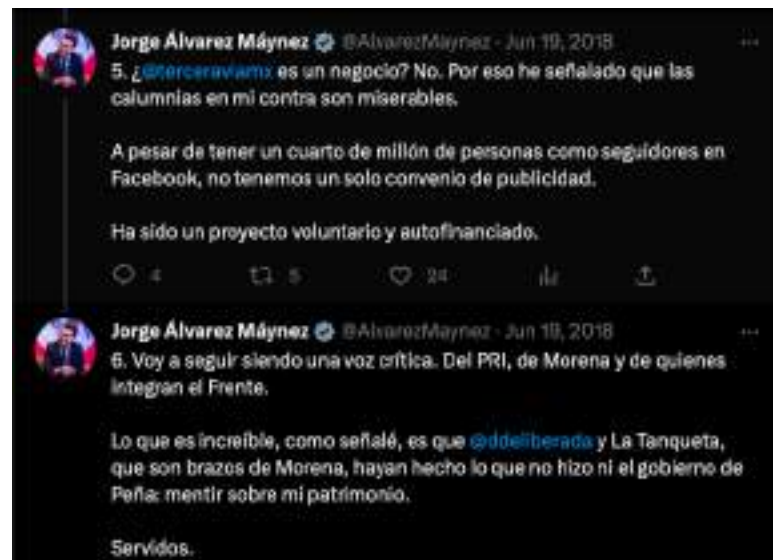 Jorge Álvarez Máynez @AlvarezMaynez · Jun 19, 2018
5. ¿@terceraviamx es un negocio? No. Por eso he señalado que las
calumnias en mi contra son miserables.
A pesar de tener un cuarto de millón de personas como seguidores en
Facebook, no tenemos un solo convenio de publicidad.
Ha sido un proyecto voluntario y autofinanciado.
4 5 24
Jorge Álvarez Máynez @AlvarezMaynez · Jun 19, 2018
6. Voy a seguir siendo una voz crítica. Del PRI, de Morena y de quienes
integran el Frente.
Lo que es increíble, como señalé, es que @ddeliberada y La Tanqueta,
que son brazos de Morena, hayan hecho lo que no hizo ni el gobierno de
Peña: mentir sobre mi patrimonio.
Servidos.